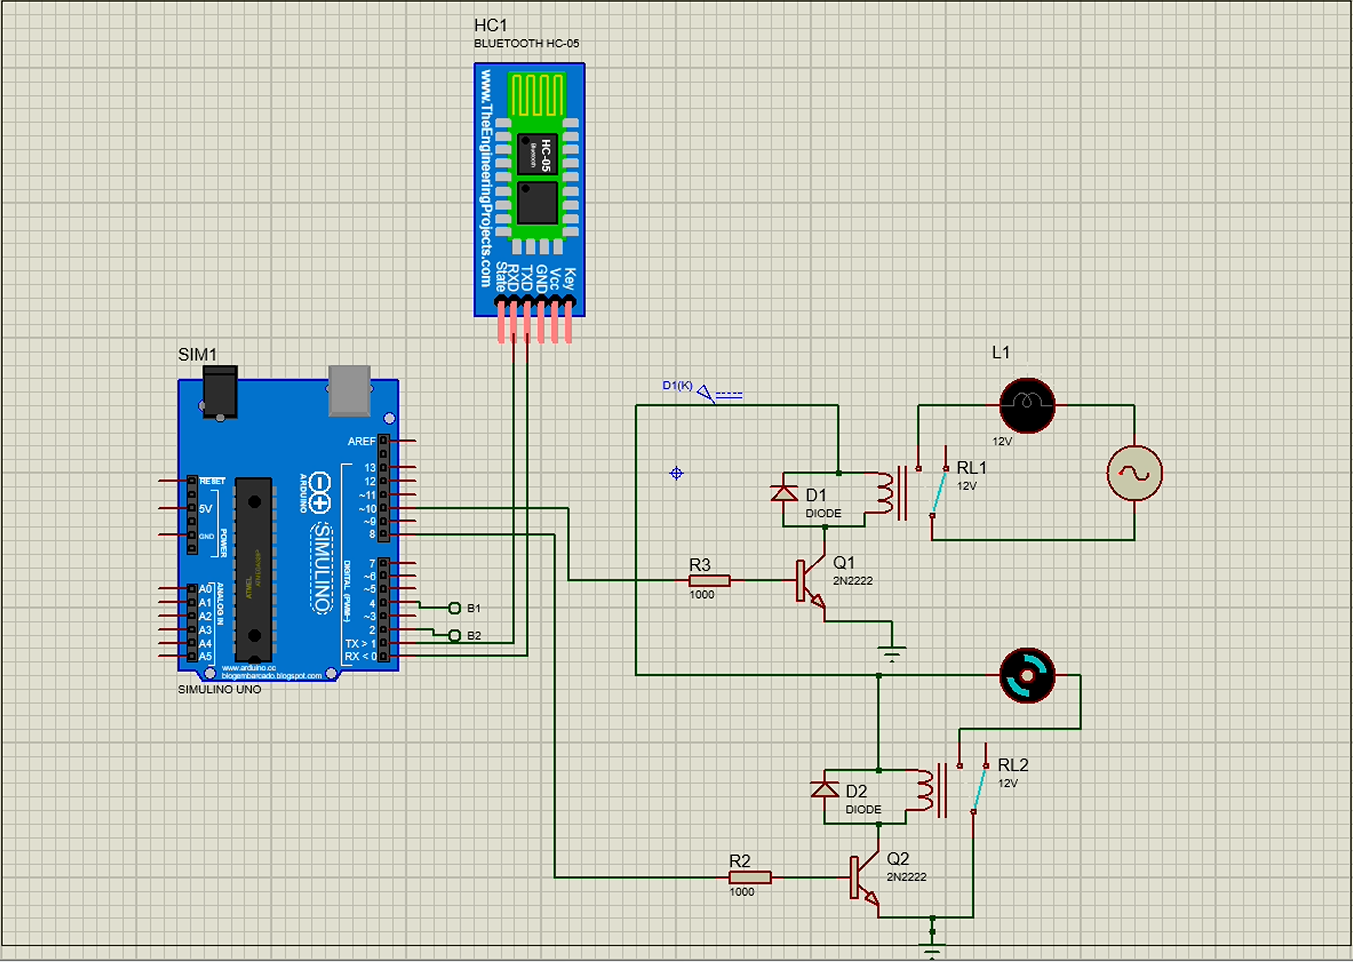 HC1
BLUETOOTH HC-05
www.TheEngineeringProjects.com
HC-05
Bluetooth
State
RXD
TXD
GND
Vcc
Key
SIM1
AREF
13
12
~11
~10
~9
8
7
~6
~5
4
~3
2
TX > 1
RX < 0
RESET
5V
GND
POWER
A0
A1
A2
A3
A4
A5
ANALOG IN
ARDUINO
SIMULINO
DIGITAL (PWM~)
ATMEL
www.arduino.cc
blogembarcado.blogspot.com
SIMULINO UNO
B1
B2
D1(K)
L1
12V
RL1
12V
D1
DIODE
R3
1000
Q1
2N2222
RL2
12V
D2
DIODE
R2
1000
Q2
2N2222